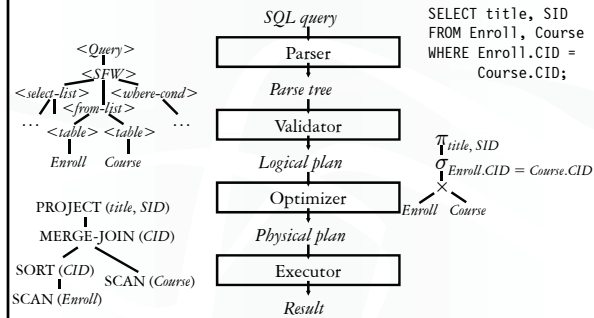 SQL query
Parser
Parse tree
Validator
Logical plan
Optimizer
Physical plan
Executor
Result
SELECT title, SID
FROM Enroll, Course
WHERE Enroll.CID =
Course.CID;
<Query>
<SFW>
<select-list> <where-cond>
<from-list>
… <table> <table> …
Enroll Course
π title, SID
σ Enroll.CID = Course.CID
×
Enroll Course
PROJECT (title, SID)
MERGE-JOIN (CID)
SORT (CID) SCAN (Course)
SCAN (Enroll)